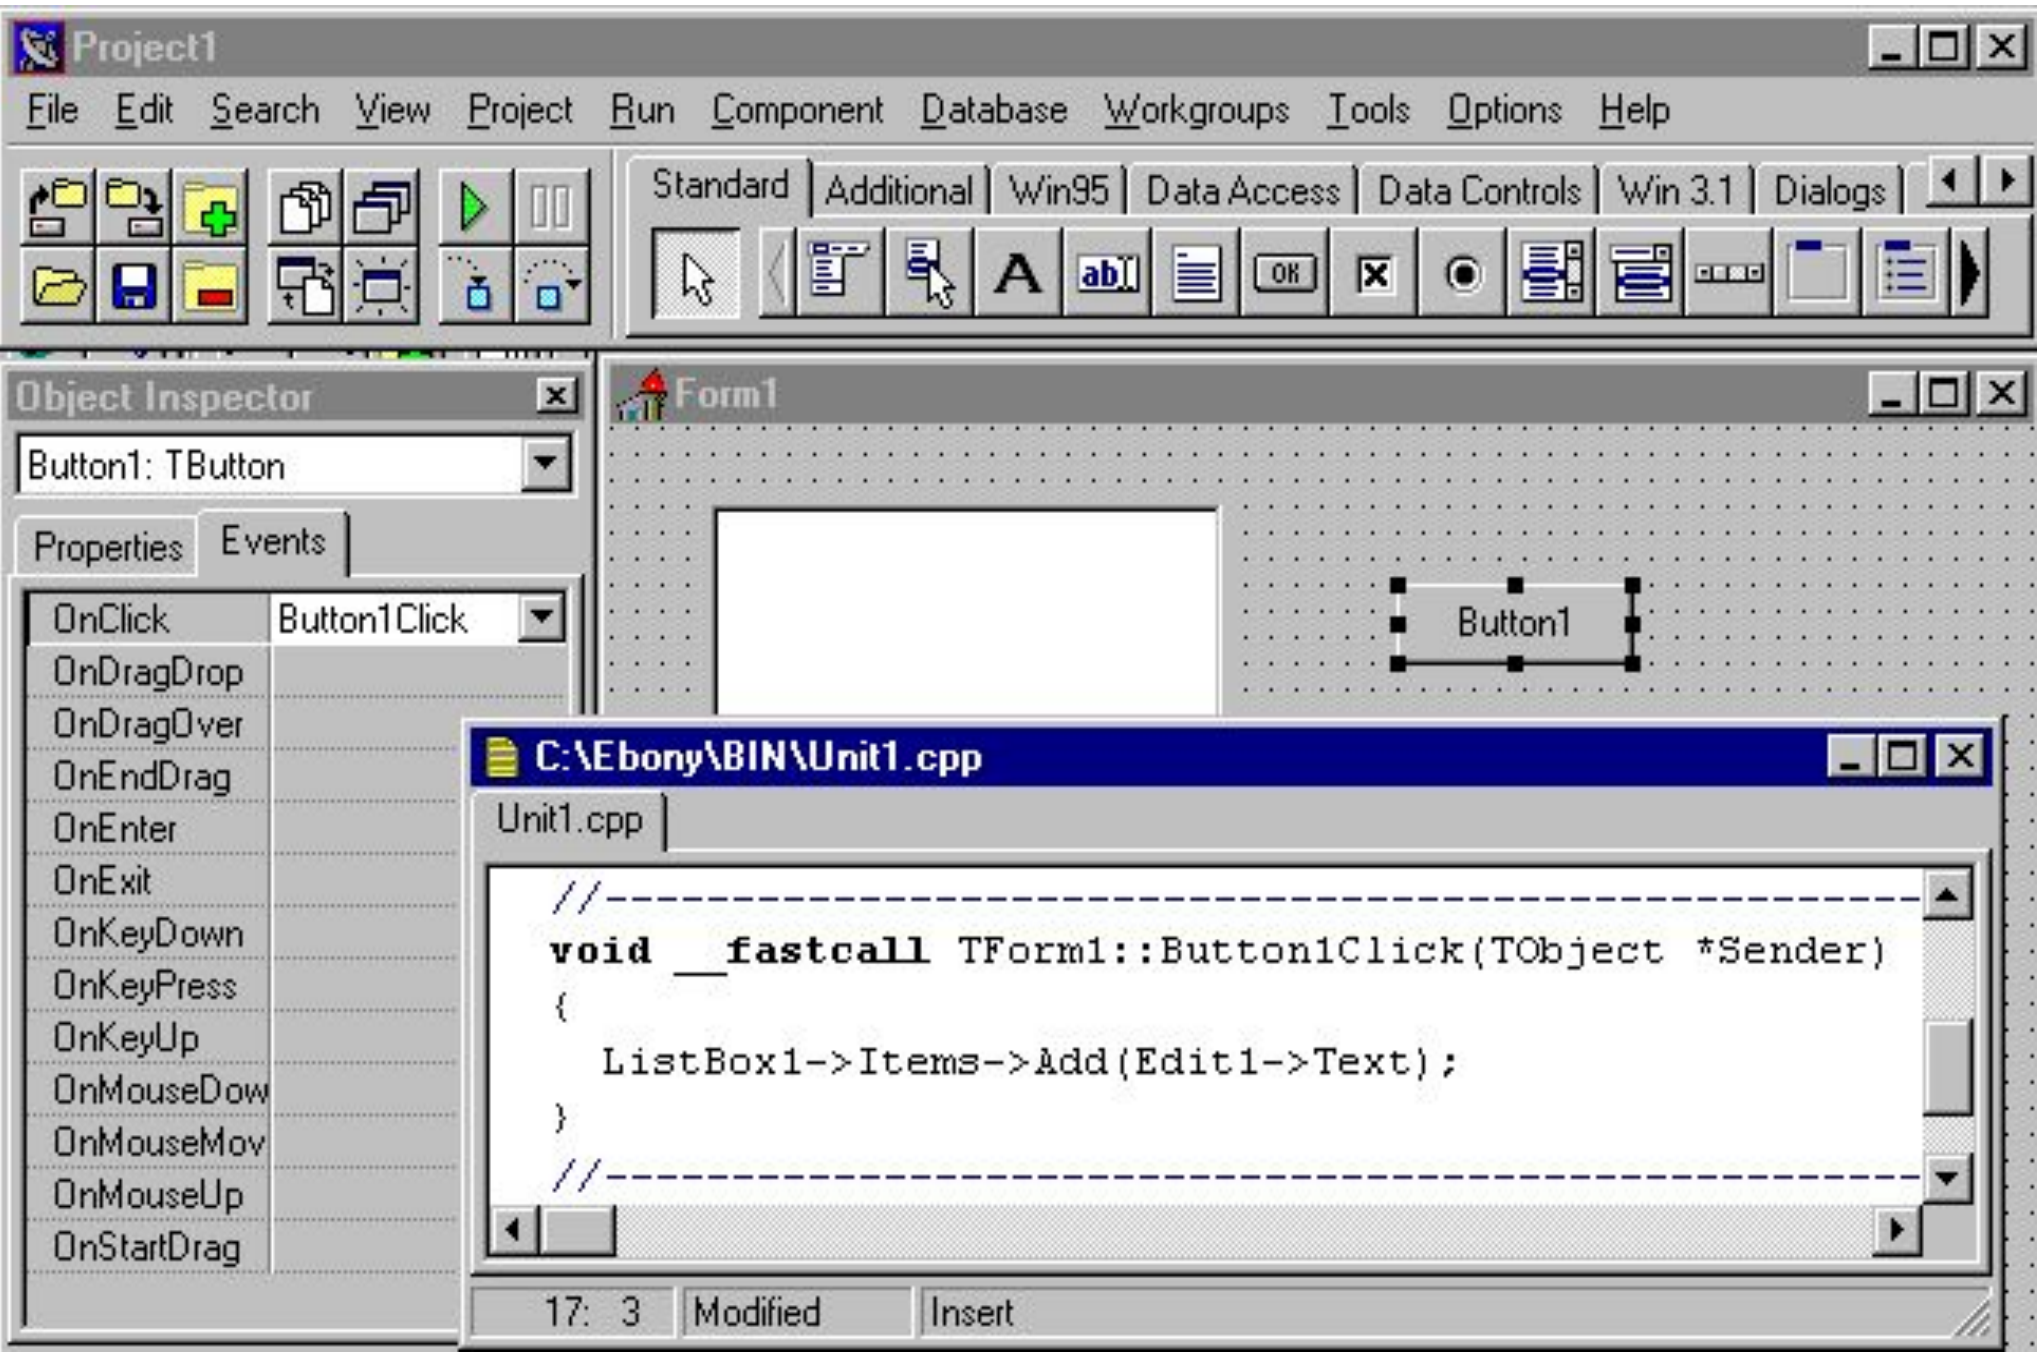 Project1
File Edit Search View Project Run Component Database Workgroups Tools Options Help
Standard Additional Win95 Data Access Data Controls Win 3.1 Dialogs
A ab OK
Object Inspector
Button1: TButton
Properties Events
OnClick Button1Click
OnDragDrop
OnDragOver
OnEndDrag
OnEnter
OnExit
OnKeyDown
OnKeyPress
OnKeyUp
OnMouseDow
OnMouseMov
OnMouseUp
OnStartDrag
Form1
Button1
C:\Ebony\BIN\Unit1.cpp
Unit1.cpp
//----------------------------------------------------
void __fastcall TForm1::Button1Click(TObject *Sender)
{
ListBox1->Items->Add(Edit1->Text);
}
//----------------------------------------------------
17: 3 Modified Insert